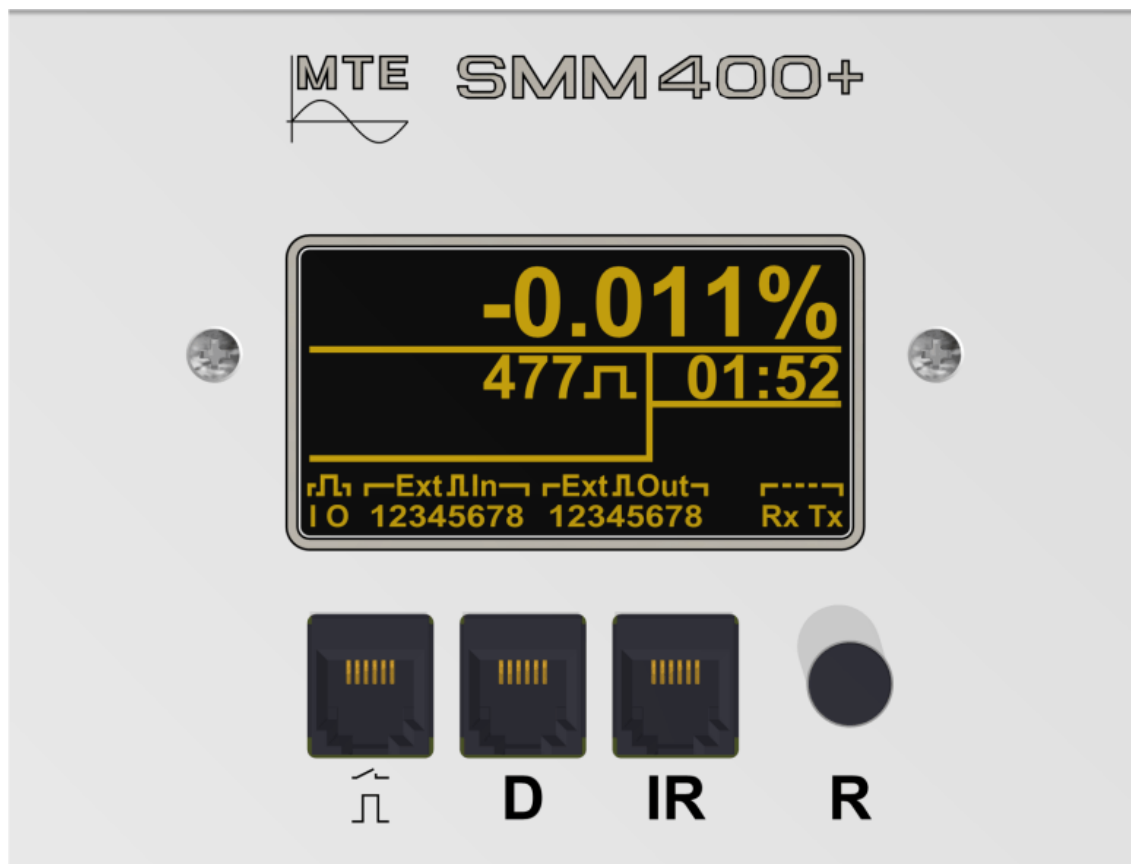 MTE SMM400+
-0.011%
477 01:52
Ext In Ext Out
I O 12345678 12345678 Rx Tx
D IR R